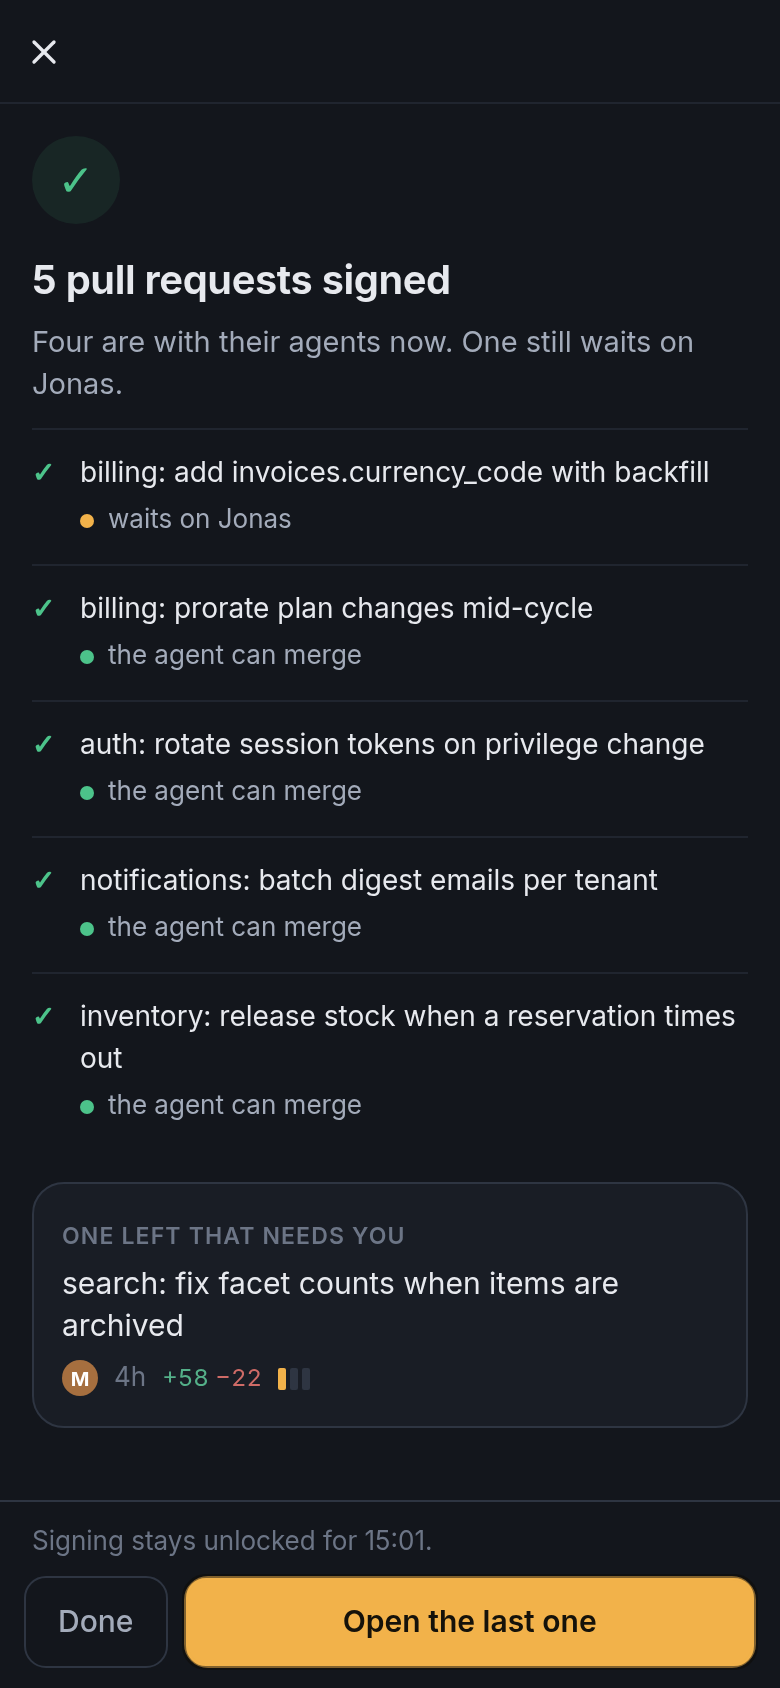 5 pull requests signed
Four are with their agents now. One still waits on
Jonas.
✓ billing: add invoices.currency_code with backfill
waits on Jonas
✓ billing: prorate plan changes mid-cycle
the agent can merge
✓ auth: rotate session tokens on privilege change
the agent can merge
✓ notifications: batch digest emails per tenant
the agent can merge
✓ inventory: release stock when a reservation times
out
the agent can merge
ONE LEFT THAT NEEDS YOU
search: fix facet counts when items are
archived
M 4h +58 −22
Signing stays unlocked for 15:01.
Done Open the last one